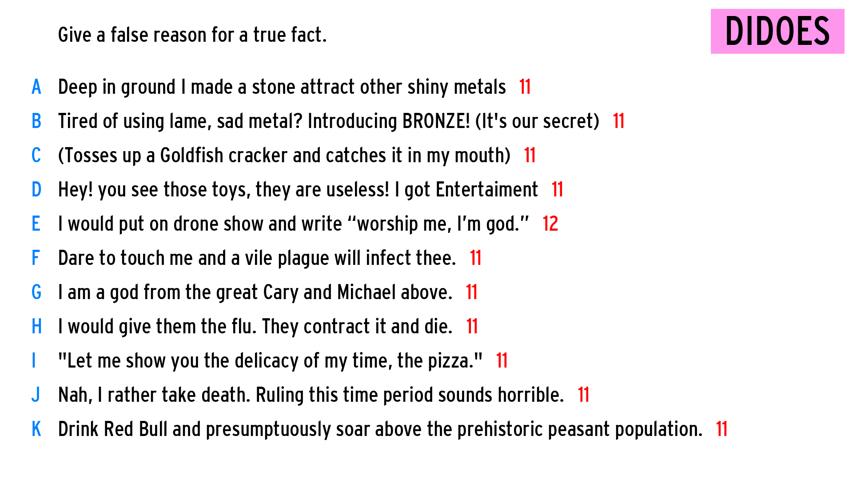 Give a false reason for a true fact.
DIDOES
A Deep in ground I made a stone attract other shiny metals 11
B Tired of using lame, sad metal? Introducing BRONZE! (It's our secret) 11
C (Tosses up a Goldfish cracker and catches it in my mouth) 11
D Hey! you see those toys, they are useless! I got Entertaiment 11
E I would put on drone show and write “worship me, I’m god.” 12
F Dare to touch me and a vile plague will infect thee. 11
G I am a god from the great Cary and Michael above. 11
H I would give them the flu. They contract it and die. 11
I "Let me show you the delicacy of my time, the pizza." 11
J Nah, I rather take death. Ruling this time period sounds horrible. 11
K Drink Red Bull and presumptuously soar above the prehistoric peasant population. 11